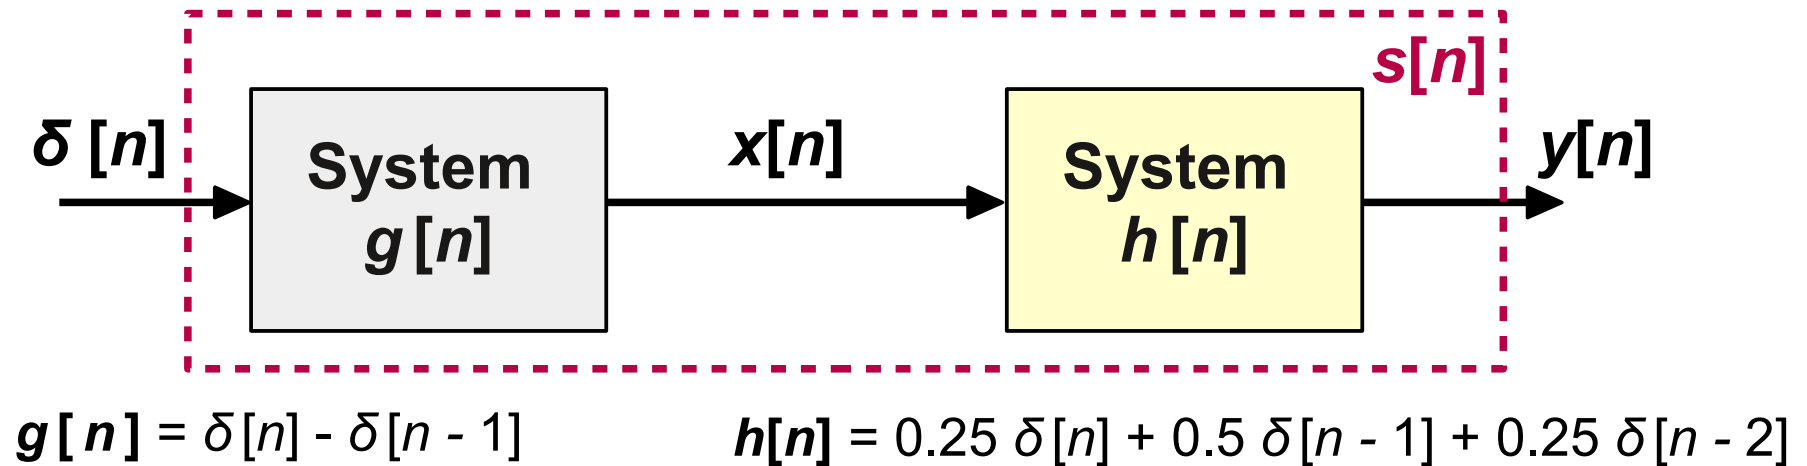 s[n]
δ [n]
System
g [n]
x[n]
System
h [n]
y[n]
g [ n ] = δ [n] - δ [n - 1]
h[n] = 0.25 δ [n] + 0.5 δ [n - 1] + 0.25 δ [n - 2]